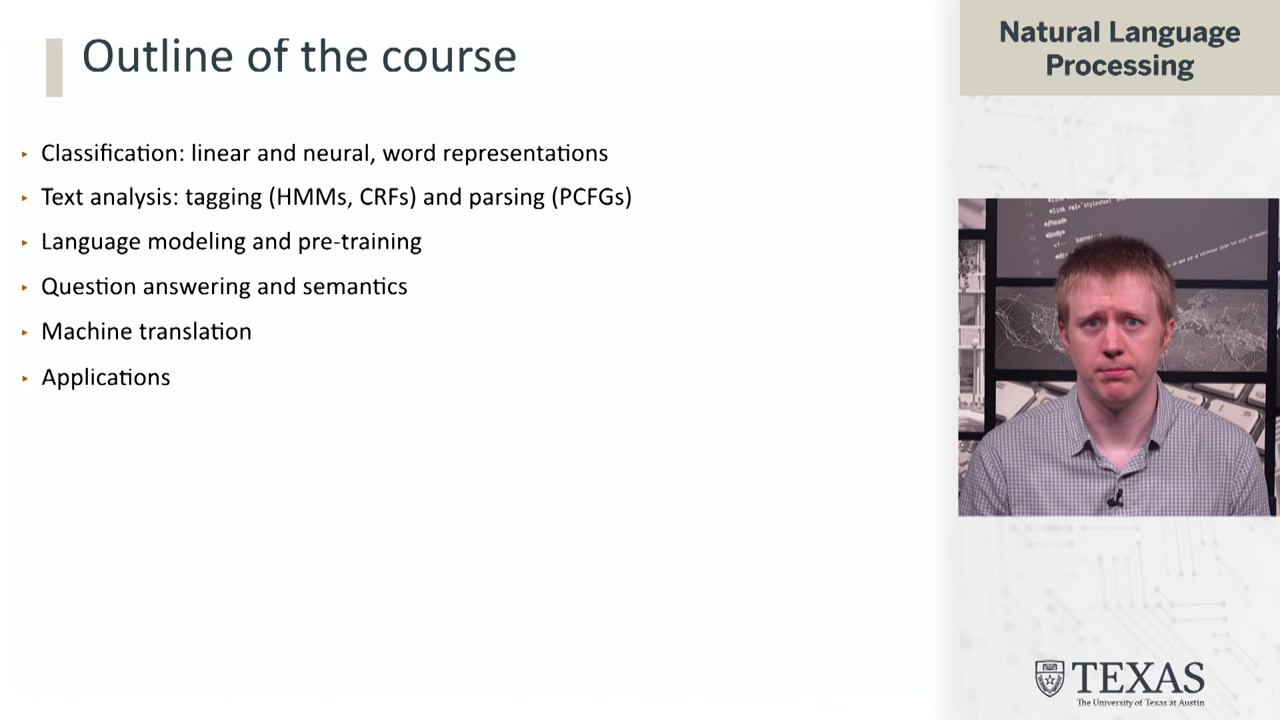 Outline of the course
‣ Classification: linear and neural, word representations
‣ Text analysis: tagging (HMMs, CRFs) and parsing (PCFGs)
‣ Language modeling and pre-training
‣ Question answering and semantics
‣ Machine translation
‣ Applications
Natural Language
Processing
TEXAS
The University of Texas at Austin